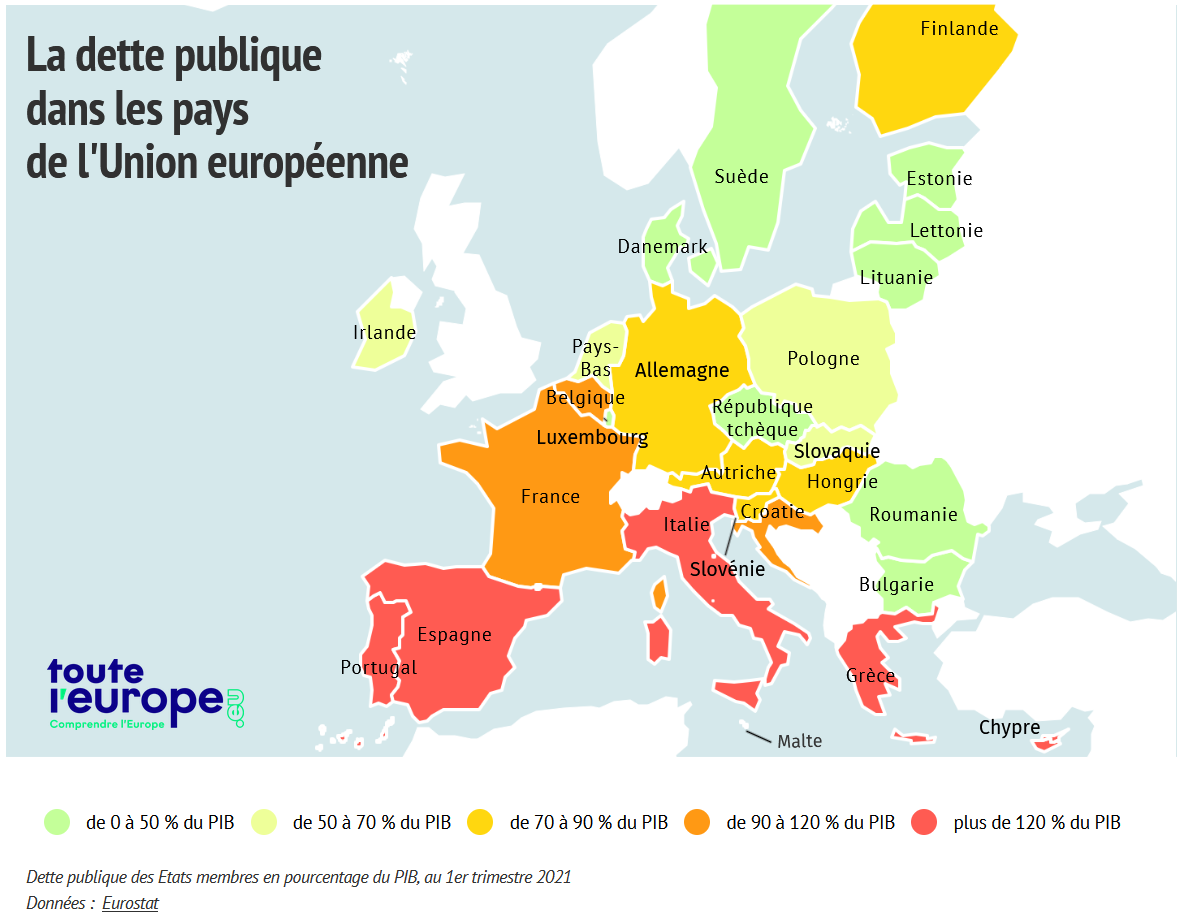 La dette publique
dans les pays
de l'Union européenne
Finlande
Suède
Estonie
Lettonie
Danemark
Lituanie
Irlande
Pays-
Bas
Allemagne
Pologne
Belgique
République
tchèque
Luxembourg
Slovaquie
Autriche
Hongrie
France
Croatie
Roumanie
Italie
Slovénie
Bulgarie
Espagne
Portugal
Grèce
Chypre
Malte
toute
l'europe
.eu
Comprendre l'Europe
de 0 à 50 % du PIB
de 50 à 70 % du PIB
de 70 à 90 % du PIB
de 90 à 120 % du PIB
plus de 120 % du PIB
Dette publique des Etats membres en pourcentage du PIB, au 1er trimestre 2021
Données : Eurostat